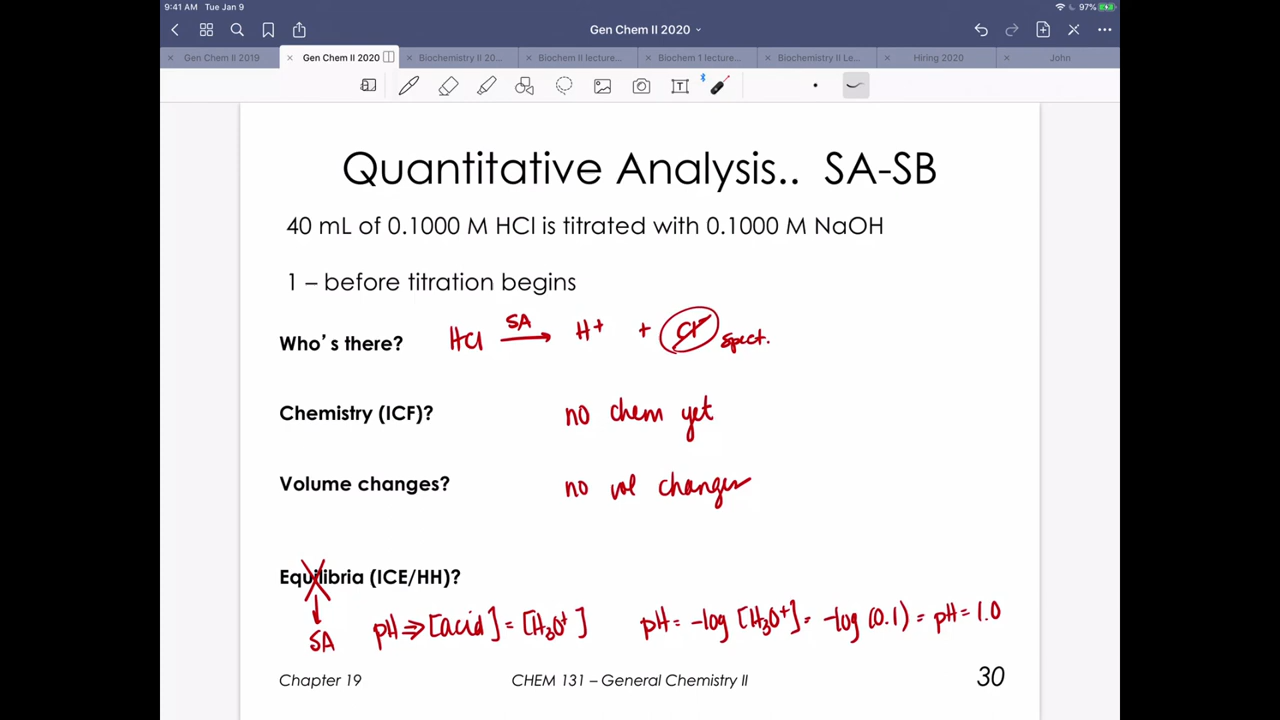 9:41 AM Tue Jan 9
97%
Gen Chem II 2020
Gen Chem II 2019
Gen Chem II 2020
Biochemistry II 20...
Biochem II lecture...
Biochem 1 lecture...
Biochemistry II Le...
Hiring 2020
John
T
Quantitative Analysis.. SA-SB
40 mL of 0.1000 M HCl is titrated with 0.1000 M NaOH
1 – before titration begins
Who's there? HCl SA → H+ + Cl- spect.
Chemistry (ICF)? no chem yet
Volume changes? no vol changes
Equilibria (ICE/HH)?
↓
SA pH ⇒ [acid] = [H₃O⁺] pH = -log [H₃O⁺] = -log (0.1) = pH = 1.0
Chapter 19 CHEM 131 – General Chemistry II 30